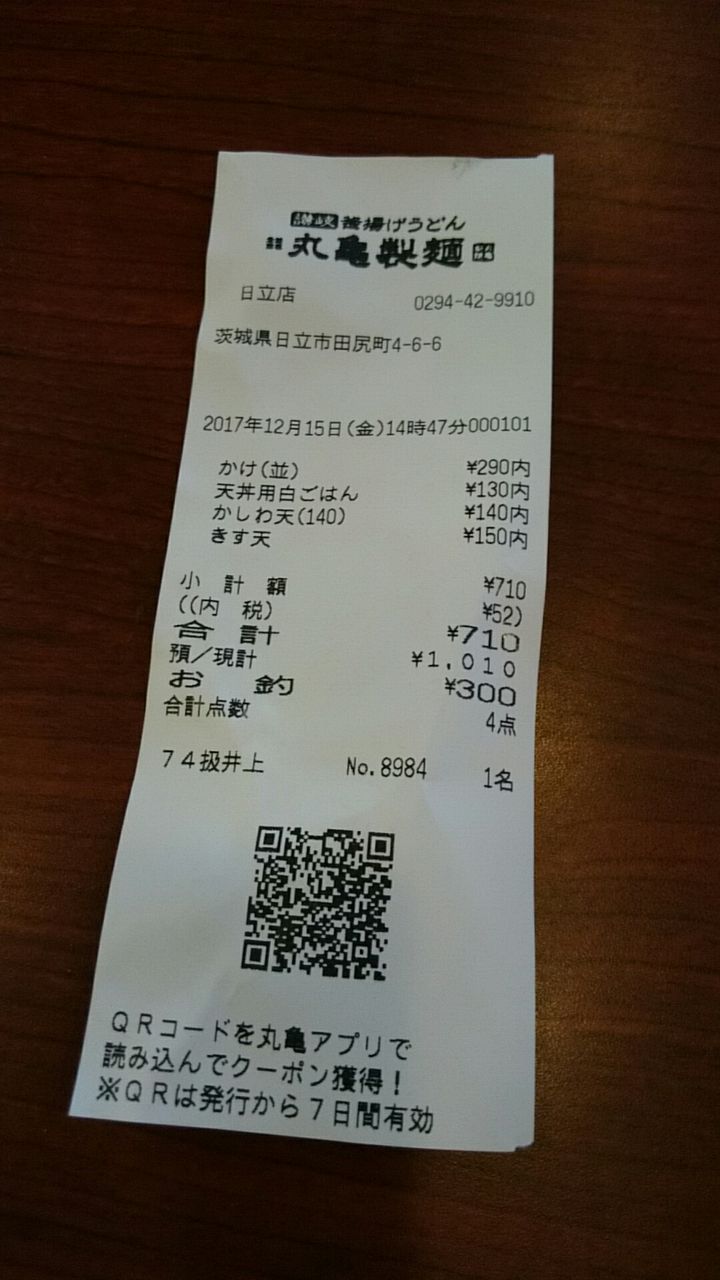 讃岐釜揚げうどん
丸亀製麺
日立店 0294-42-9910
茨城県日立市田尻町4-6-6
2017年12月15日(金)14時47分000101
かけ(並) ¥290内
天丼用白ごはん ¥130内
かしわ天(140) ¥140内
きす天 ¥150内
小 計 額 ¥710
((内 税) ¥52)
合 計 ¥710
預/現計 ¥1,010
お 釣 ¥300
合計点数 4点
74扱井上 No.8984 1名
QRコードを丸亀アプリで
読み込んでクーポン獲得!
※QRは発行から7日間有効